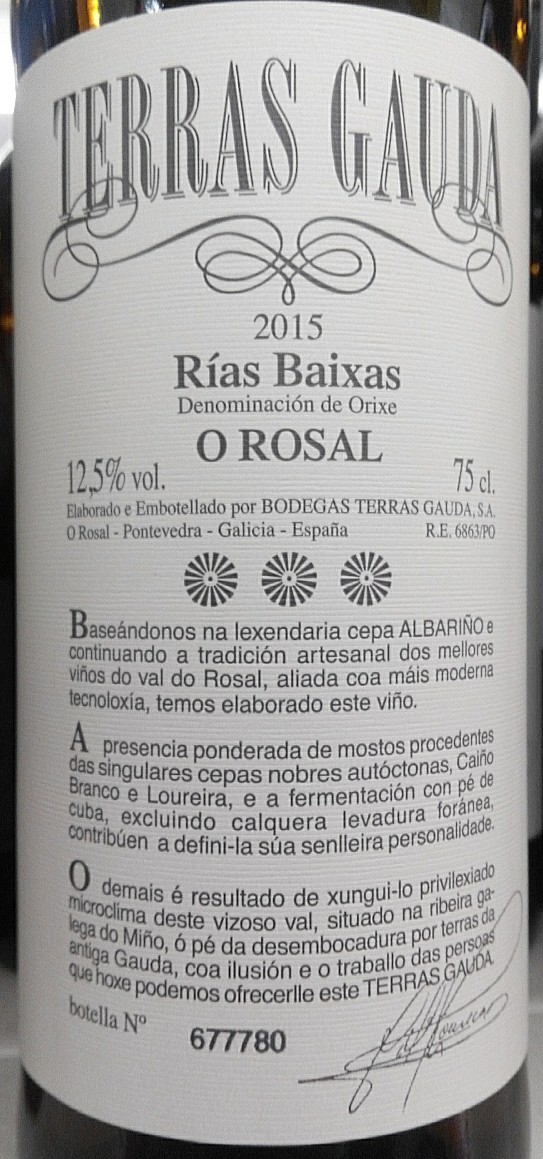 TERRAS GAUDA
2015
Rías Baixas
Denominación de Orixe
O ROSAL
12,5% vol. 75 cl.
Elaborado e Embotellado por BODEGAS TERRAS GAUDA, S.A.
O Rosal - Pontevedra - Galicia - España R.E. 6863/PO
Baseándonos na lexendaria cepa ALBARIÑO e
continuando a tradición artesanal dos mellores
viños do val do Rosal, aliada coa máis moderna
tecnoloxía, temos elaborado este viño.
A presencia ponderada de mostos procedentes
das singulares cepas nobres autóctonas, Caiño
Branco e Loureira, e a fermentación con pé de
cuba, excluindo calquera levadura foránea,
contribúen a defini-la súa senlleira personalidade.
O demais é resultado de xungui-lo privilexiado
microclima deste vizoso val, situado na ribeira ga-
lega do Miño, ó pé da desembocadura por terras da
antiga Gauda, coa ilusión e o traballo das persoas
que hoxe podemos ofrecerlle este TERRAS GAUDA.
botella Nº 677780